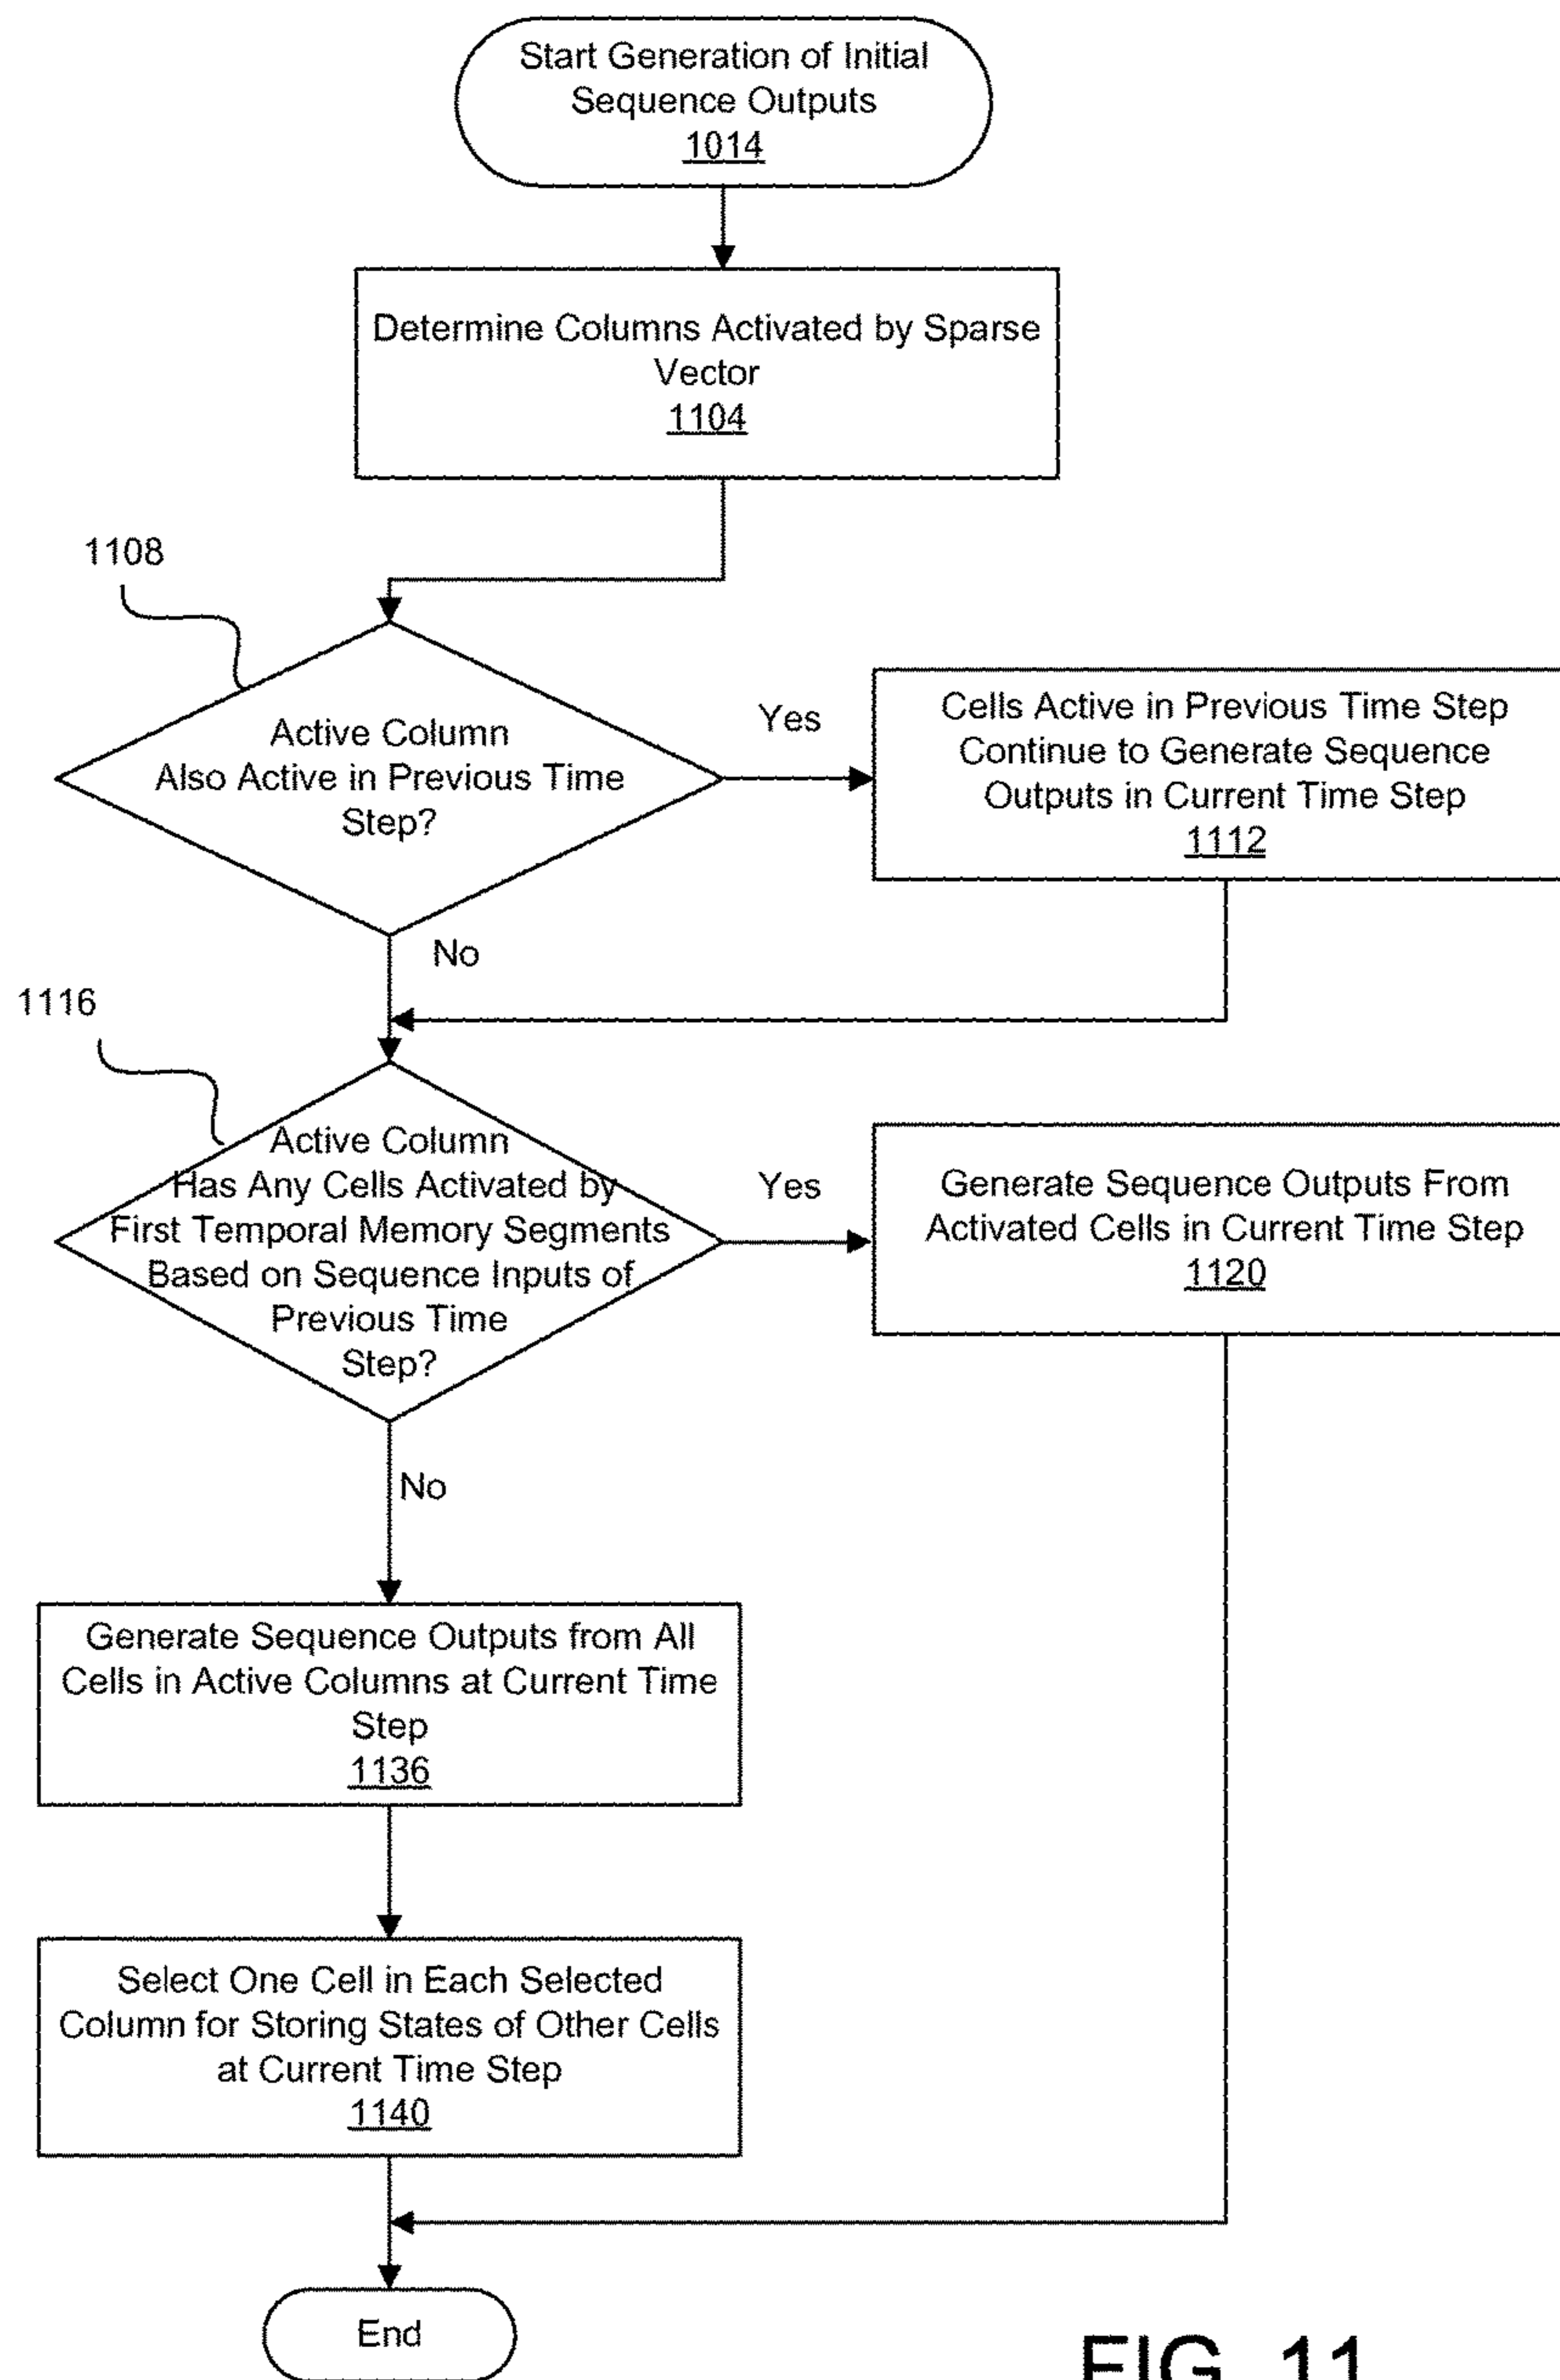 Start Generation of Initial
Sequence Outputs
1014
Determine Columns Activated by Sparse
Vector
1104
1108
Active Column
Also Active in Previous Time
Step?
Yes
Cells Active in Previous Time Step
Continue to Generate Sequence
Outputs in Current Time Step
1112
No
1116
Active Column
Has Any Cells Activated by
First Temporal Memory Segments
Based on Sequence Inputs of
Previous Time
Step?
Yes
Generate Sequence Outputs From
Activated Cells in Current Time Step
1120
No
Generate Sequence Outputs from All
Cells in Active Columns at Current Time
Step
1136
Select One Cell in Each Selected
Column for Storing States of Other Cells
at Current Time Step
1140
End
FIG. 11